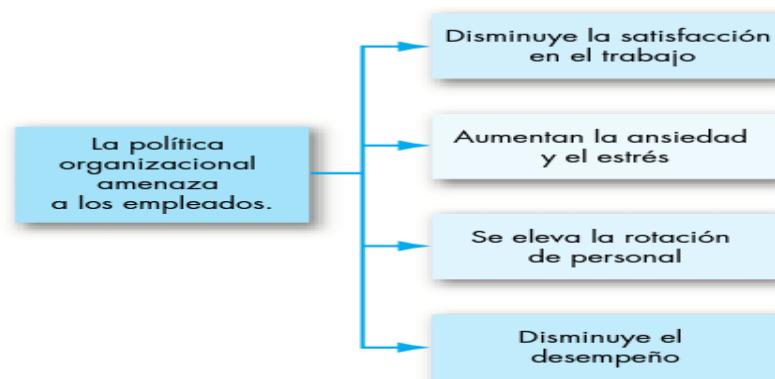 La política
organizacional
amenaza
a los empleados.
Disminuye la satisfacción
en el trabajo
Aumentan la ansiedad
y el estrés
Se eleva la rotación
de personal
Disminuye el
desempeño